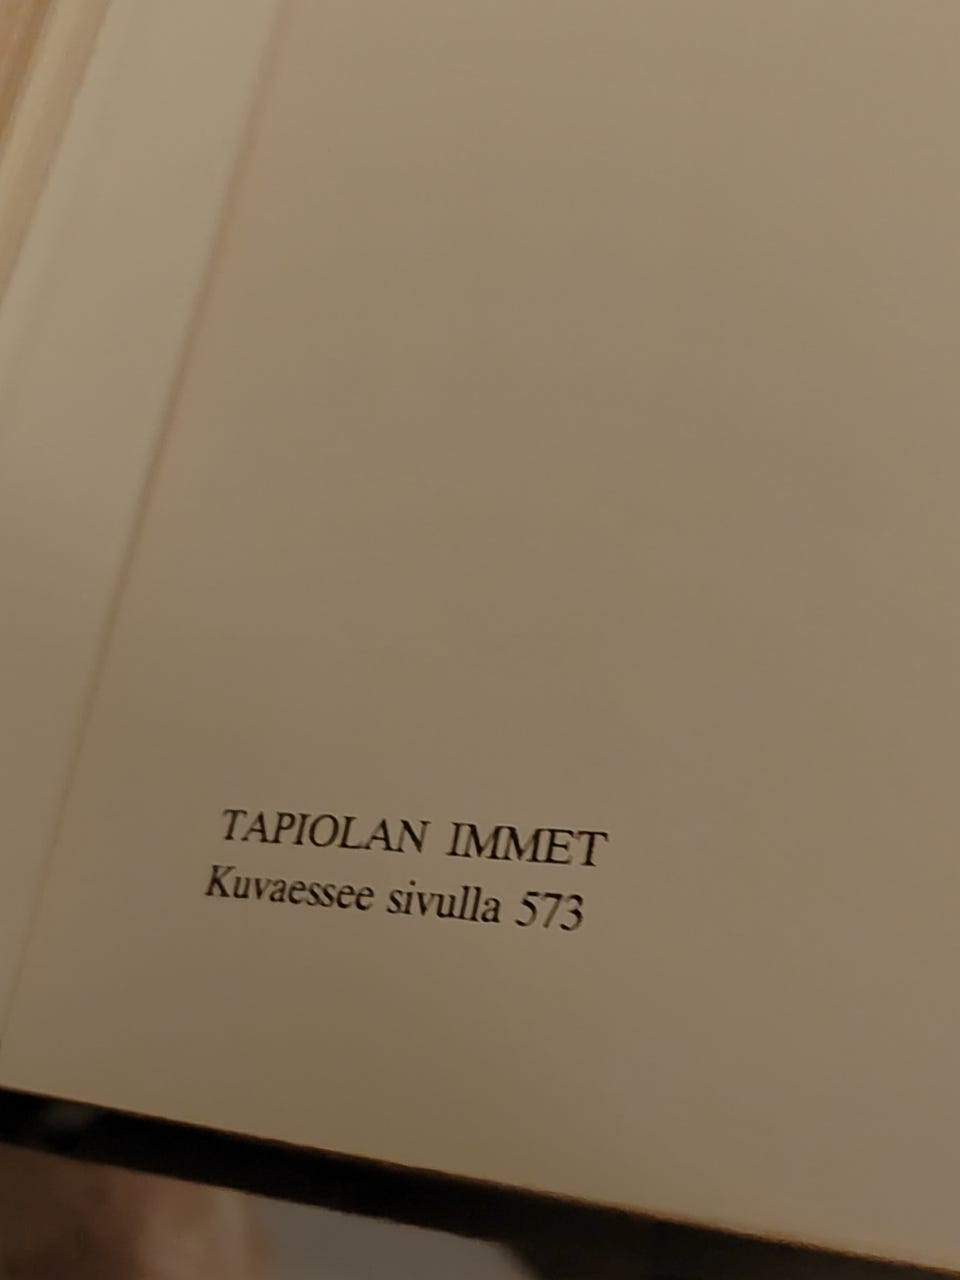 TAPIOLAN IMMET
Kuvaessee sivulla 573